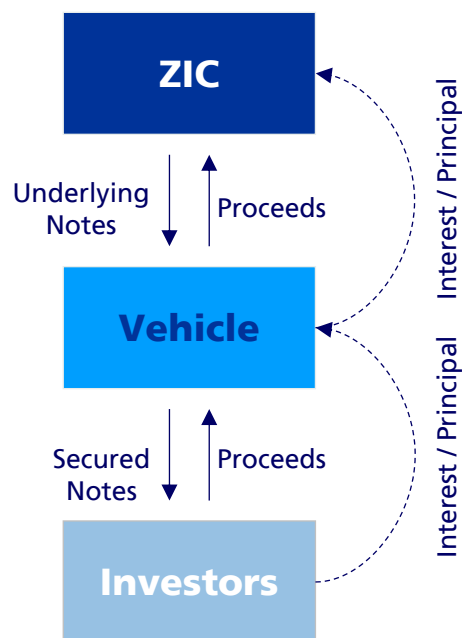 ZIC
Underlying
Notes
Proceeds
Interest / Principal
Vehicle
Secured
Notes
Proceeds
Interest / Principal
Investors